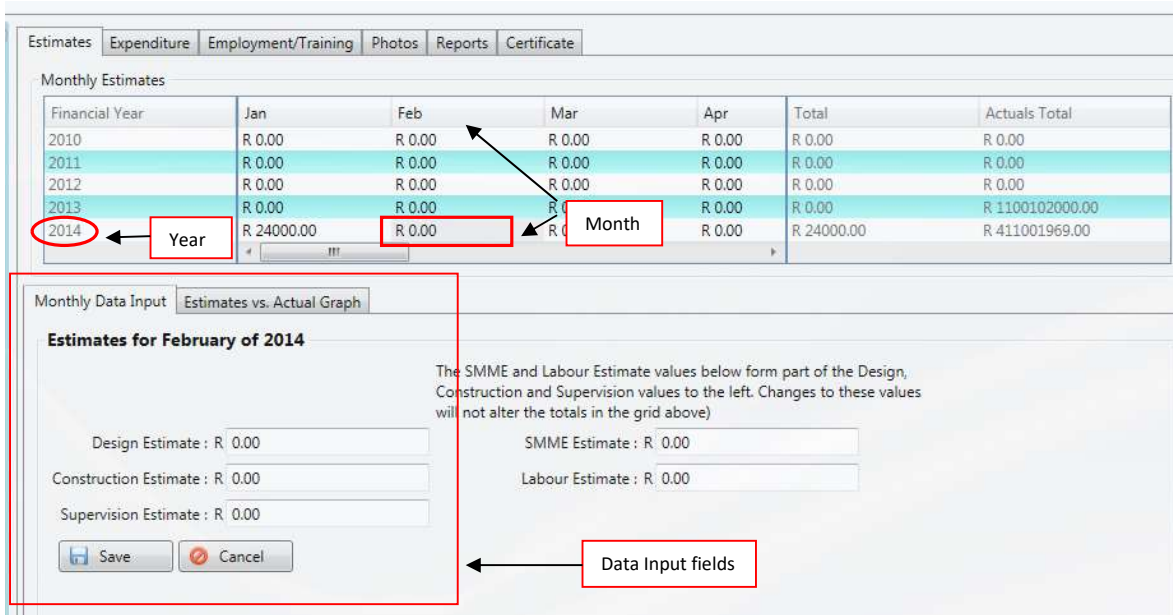 Estimates Expenditure Employment/Training Photos Reports Certificate
Monthly Estimates
Financial Year Jan Feb Mar Apr Total Actuals Total
2010 R 0.00 R 0.00 R 0.00 R 0.00 R 0.00 R 0.00
2011 R 0.00 R 0.00 R 0.00 R 0.00 R 0.00 R 0.00
2012 R 0.00 R 0.00 R 0.00 R 0.00 R 0.00 R 0.00
2013 R 0.00 R 0.00 R 0.00 R 0.00 R 1100102000.00
2014 R 24000.00 R 0.00 R 0.00 R 24000.00 R 411001969.00
Year
Month
Monthly Data Input Estimates vs. Actual Graph
Estimates for February of 2014
The SMME and Labour Estimate values below form part of the Design,
Construction and Supervision values to the left. Changes to these values
will not alter the totals in the grid above)
Design Estimate : R 0.00 SMME Estimate : R 0.00
Construction Estimate : R 0.00 Labour Estimate : R 0.00
Supervision Estimate : R 0.00
Save Cancel
Data Input fields